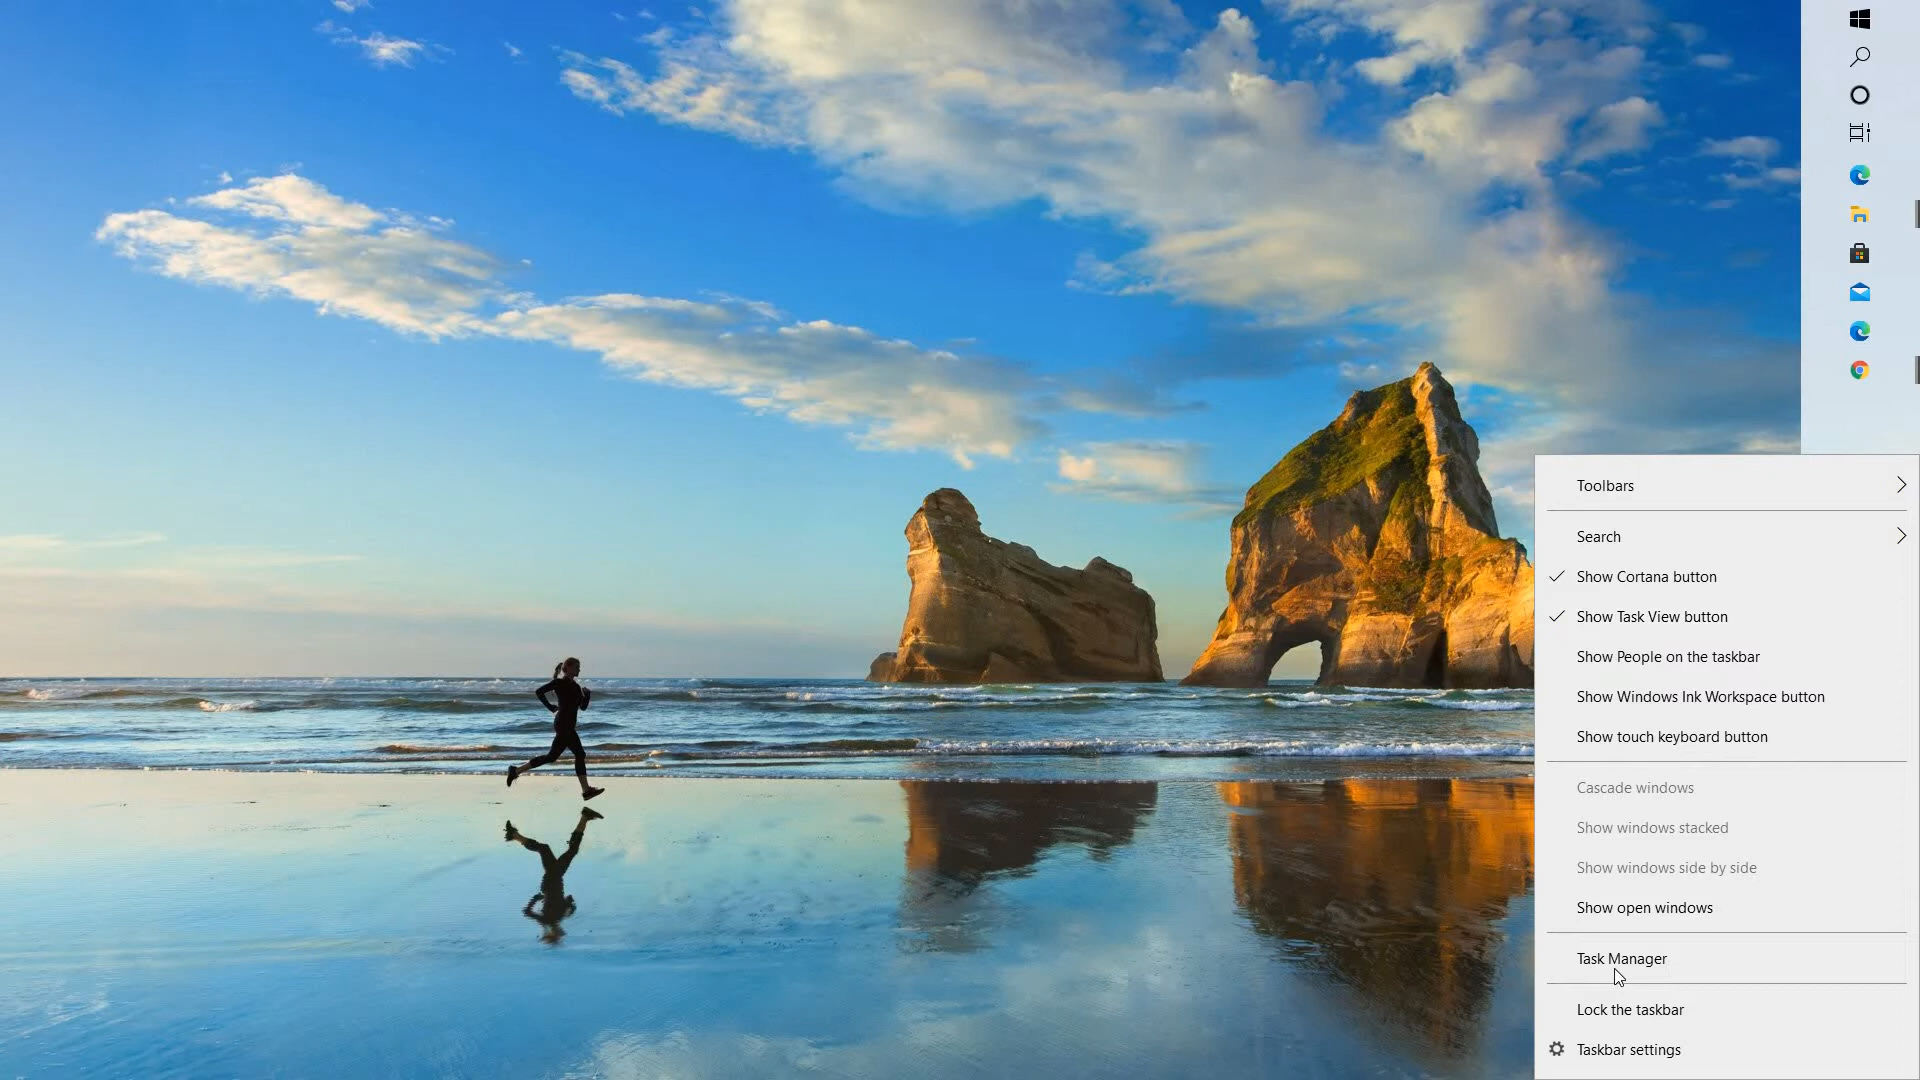 Toolbars
Search
Show Cortana button
Show Task View button
Show People on the taskbar
Show Windows Ink Workspace button
Show touch keyboard button
Cascade windows
Show windows stacked
Show windows side by side
Show open windows
Task Manager
Lock the taskbar
Taskbar settings